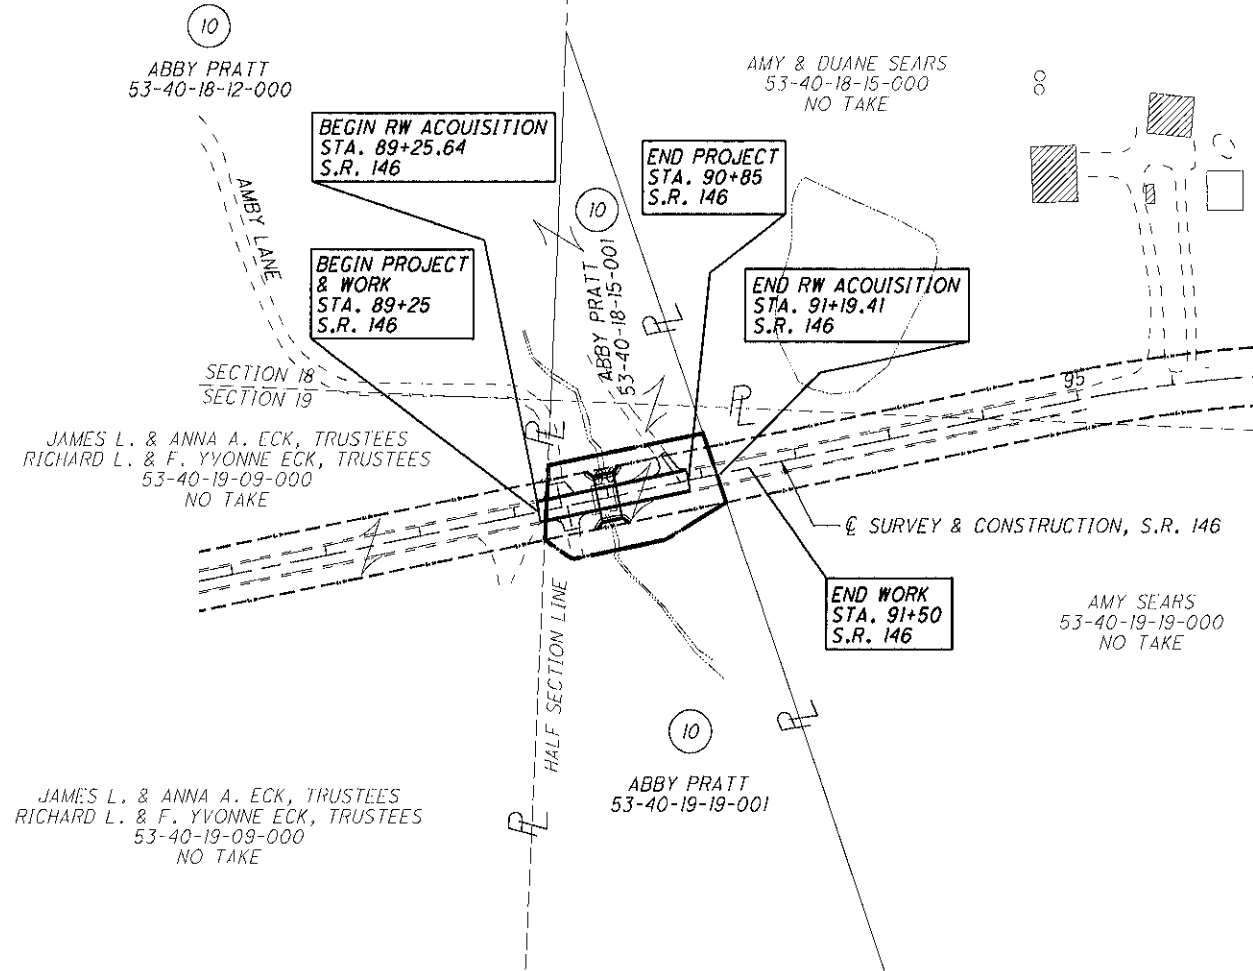 10
ABBY PRATT
53-40-18-12-000
AMY & DUANE SEARS
53-40-18-15-000
NO TAKE
BEGIN RW ACQUISITION
STA. 89+25.64
S.R. 146
END PROJECT
STA. 90+85
S.R. 146
AMBY LANE
10
ABBY PRATT
53-40-18-15-001
BEGIN PROJECT
& WORK
STA. 89+25
S.R. 146
END RW ACQUISITION
STA. 91+19.41
S.R. 146
PL
SECTION 18
SECTION 19
PL
95
PL
JAMES L. & ANNA A. ECK, TRUSTEES
RICHARD L. & F. YVONNE ECK, TRUSTEES
53-40-19-09-000
NO TAKE
℄ SURVEY & CONSTRUCTION, S.R. 146
END WORK
STA. 91+50
S.R. 146
AMY SEARS
53-40-19-19-000
NO TAKE
HALF SECTION LINE
PL
10
ABBY PRATT
53-40-19-19-001
JAMES L. & ANNA A. ECK, TRUSTEES
RICHARD L. & F. YVONNE ECK, TRUSTEES
53-40-19-09-000
NO TAKE
PL